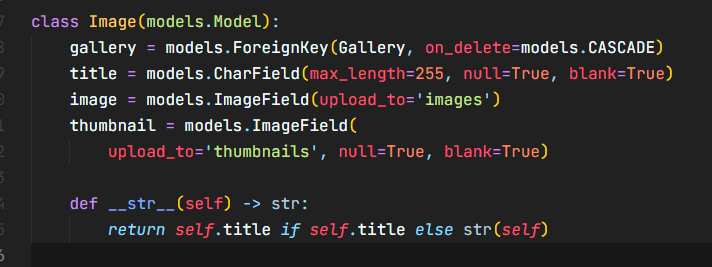 class Image(models.Model):
    gallery = models.ForeignKey(Gallery, on_delete=models.CASCADE)
    title = models.CharField(max_length=255, null=True, blank=True)
    image = models.ImageField(upload_to='images')
    thumbnail = models.ImageField(
        upload_to='thumbnails', null=True, blank=True)
    def __str__(self) -> str:
        return self.title if self.title else str(self)